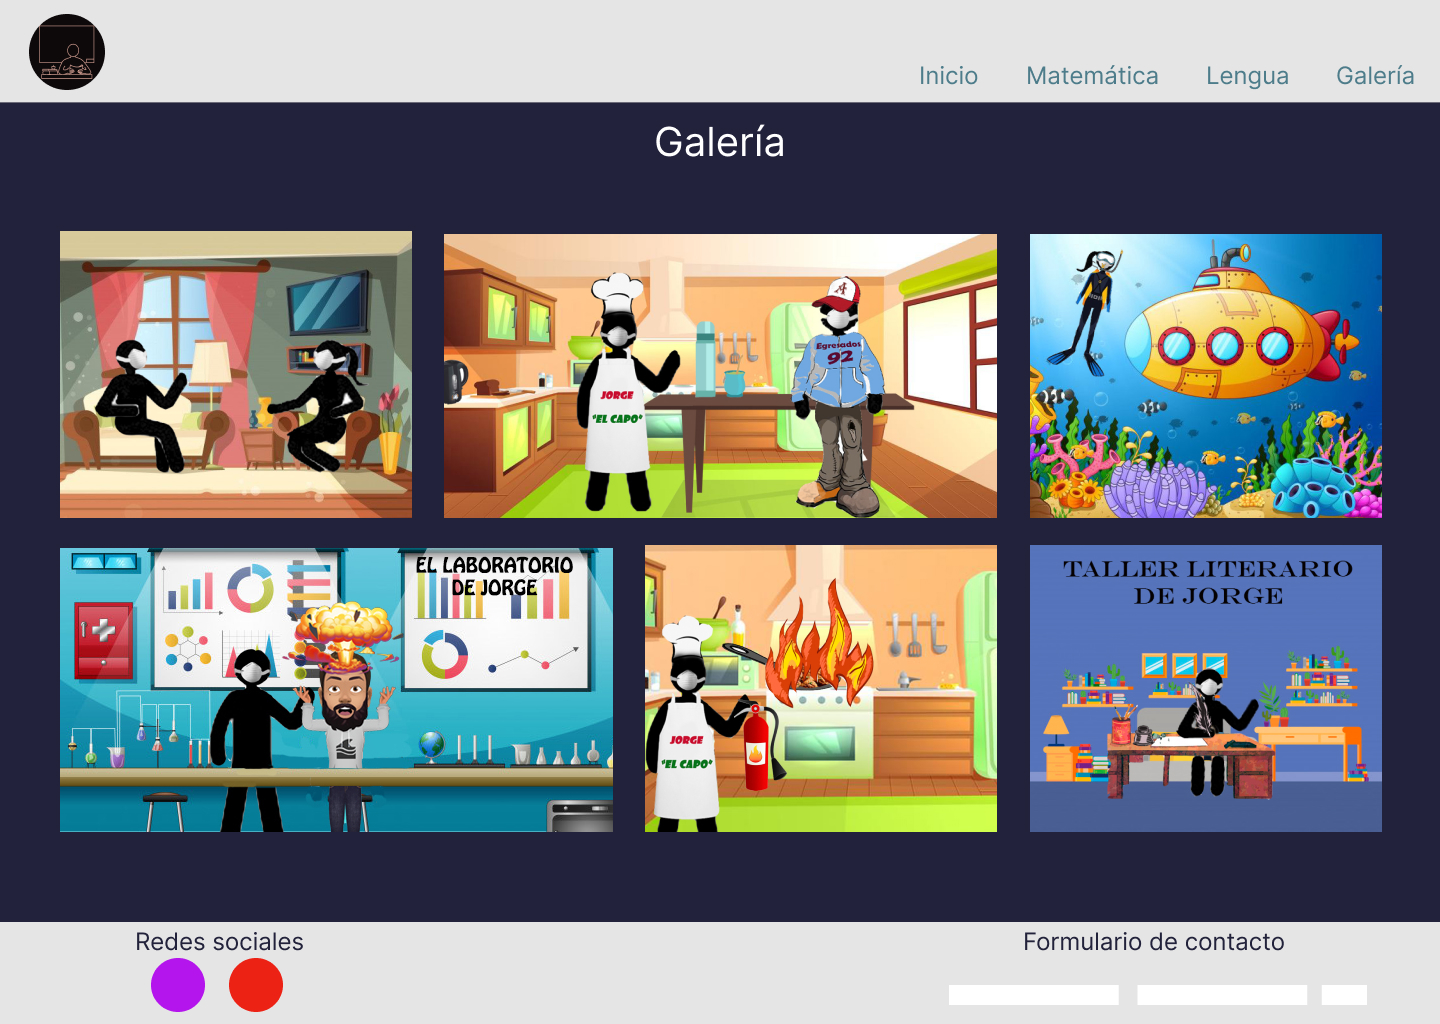 Inicio
Matemática
Lengua
Galería
Galería
JORGE
"EL CAPO"
A
Egresados
92
EL LABORATORIO
DE JORGE
JORGE
"EL CAPO"
TALLER LITERARIO
DE JORGE
Redes sociales
Formulario de contacto